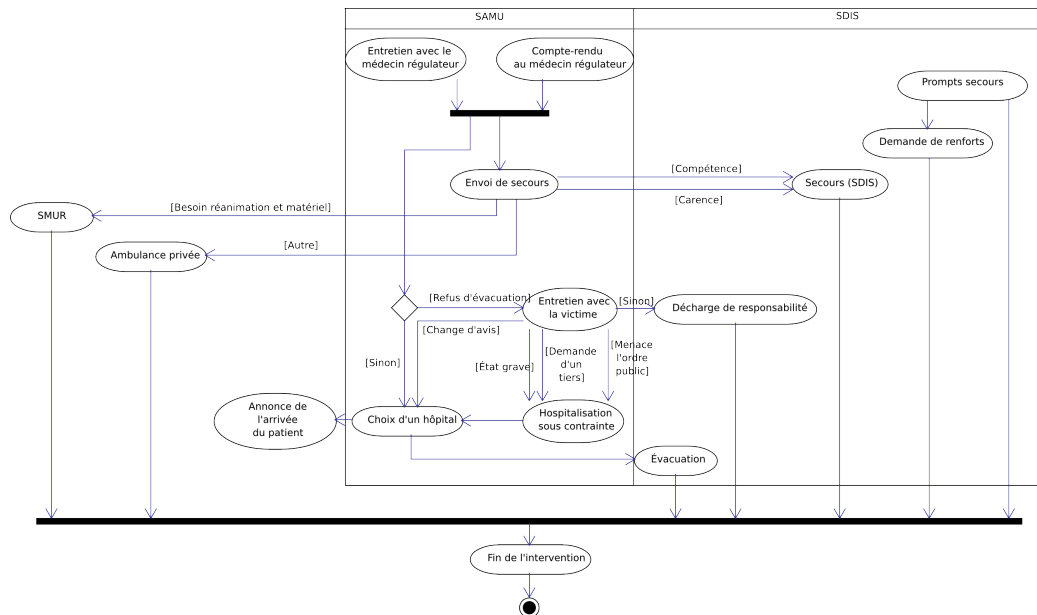 SAMU
SDIS
Entretien avec le
médecin régulateur
Compte-rendu
au médecin régulateur
Prompts secours
Demande de renforts
[Compétence]
Envoi de secours
Secours (SDIS)
[Carence]
[Besoin réanimation et matériel]
SMUR
[Autre]
Ambulance privée
[Refus d'évacuation]
Entretien avec
la victime
[Sinon]
Décharge de responsabilité
[Change d'avis]
[Sinon]
[État grave]
[Demande
d'un
tiers]
[Menace
l'ordre
public]
Annonce de
l'arrivée
du patient
Choix d'un hôpital
Hospitalisation
sous contrainte
Évacuation
Fin de l'intervention